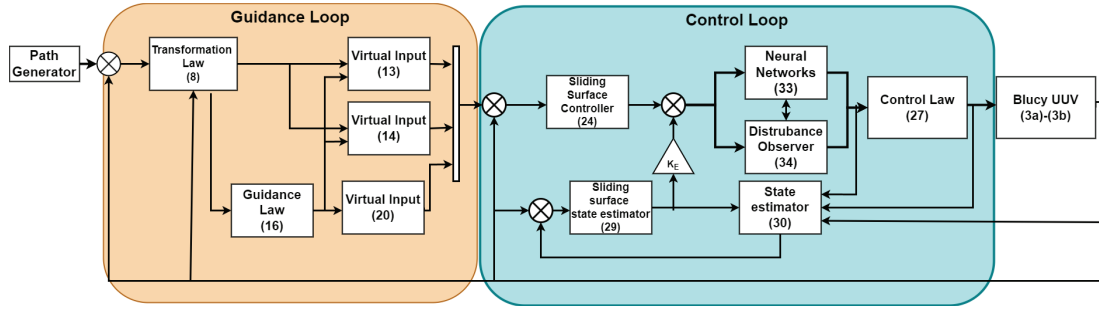 Guidance Loop
Control Loop
Path
Generator
Transformation
Law
(8)
Virtual Input
(13)
Virtual Input
(14)
Guidance
Law
(16)
Virtual Input
(20)
Sliding
Surface
Controller
(24)
Neural
Networks
(33)
Distrubance
Observer
(34)
Control Law
(27)
Blucy UUV
(3a)-(3b)
KE
Sliding
surface
state estimator
(29)
State
estimator
(30)